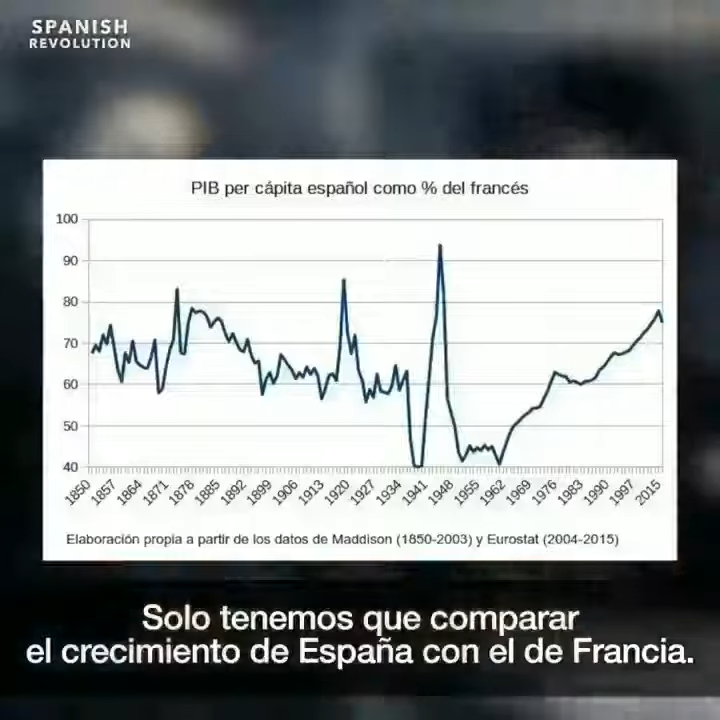 SPANISH
REVOLUTION
PIB per cápita español como % del francés
100
90
80
70
60
50
40
1850 1857 1864 1871 1878 1885 1892 1899 1906 1913 1920 1927 1934 1941 1948 1955 1962 1969 1976 1983 1990 1997 2015
Elaboración propia a partir de los datos de Maddison (1850-2003) y Eurostat (2004-2015)
Solo tenemos que comparar
el crecimiento de España con el de Francia.